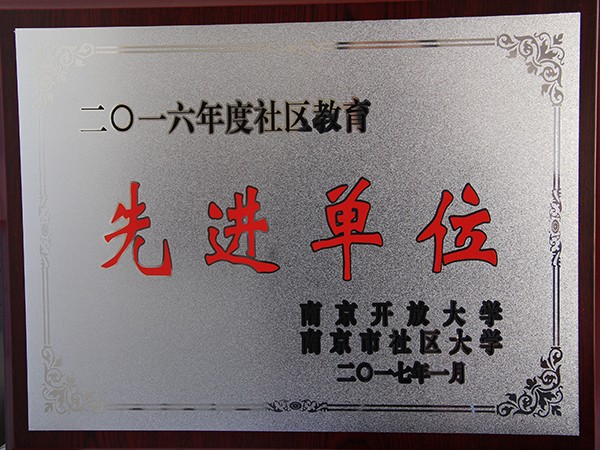 二〇一六年度社区教育
先进单位
南京开放大学
南京市社区大学
二〇一七年一月